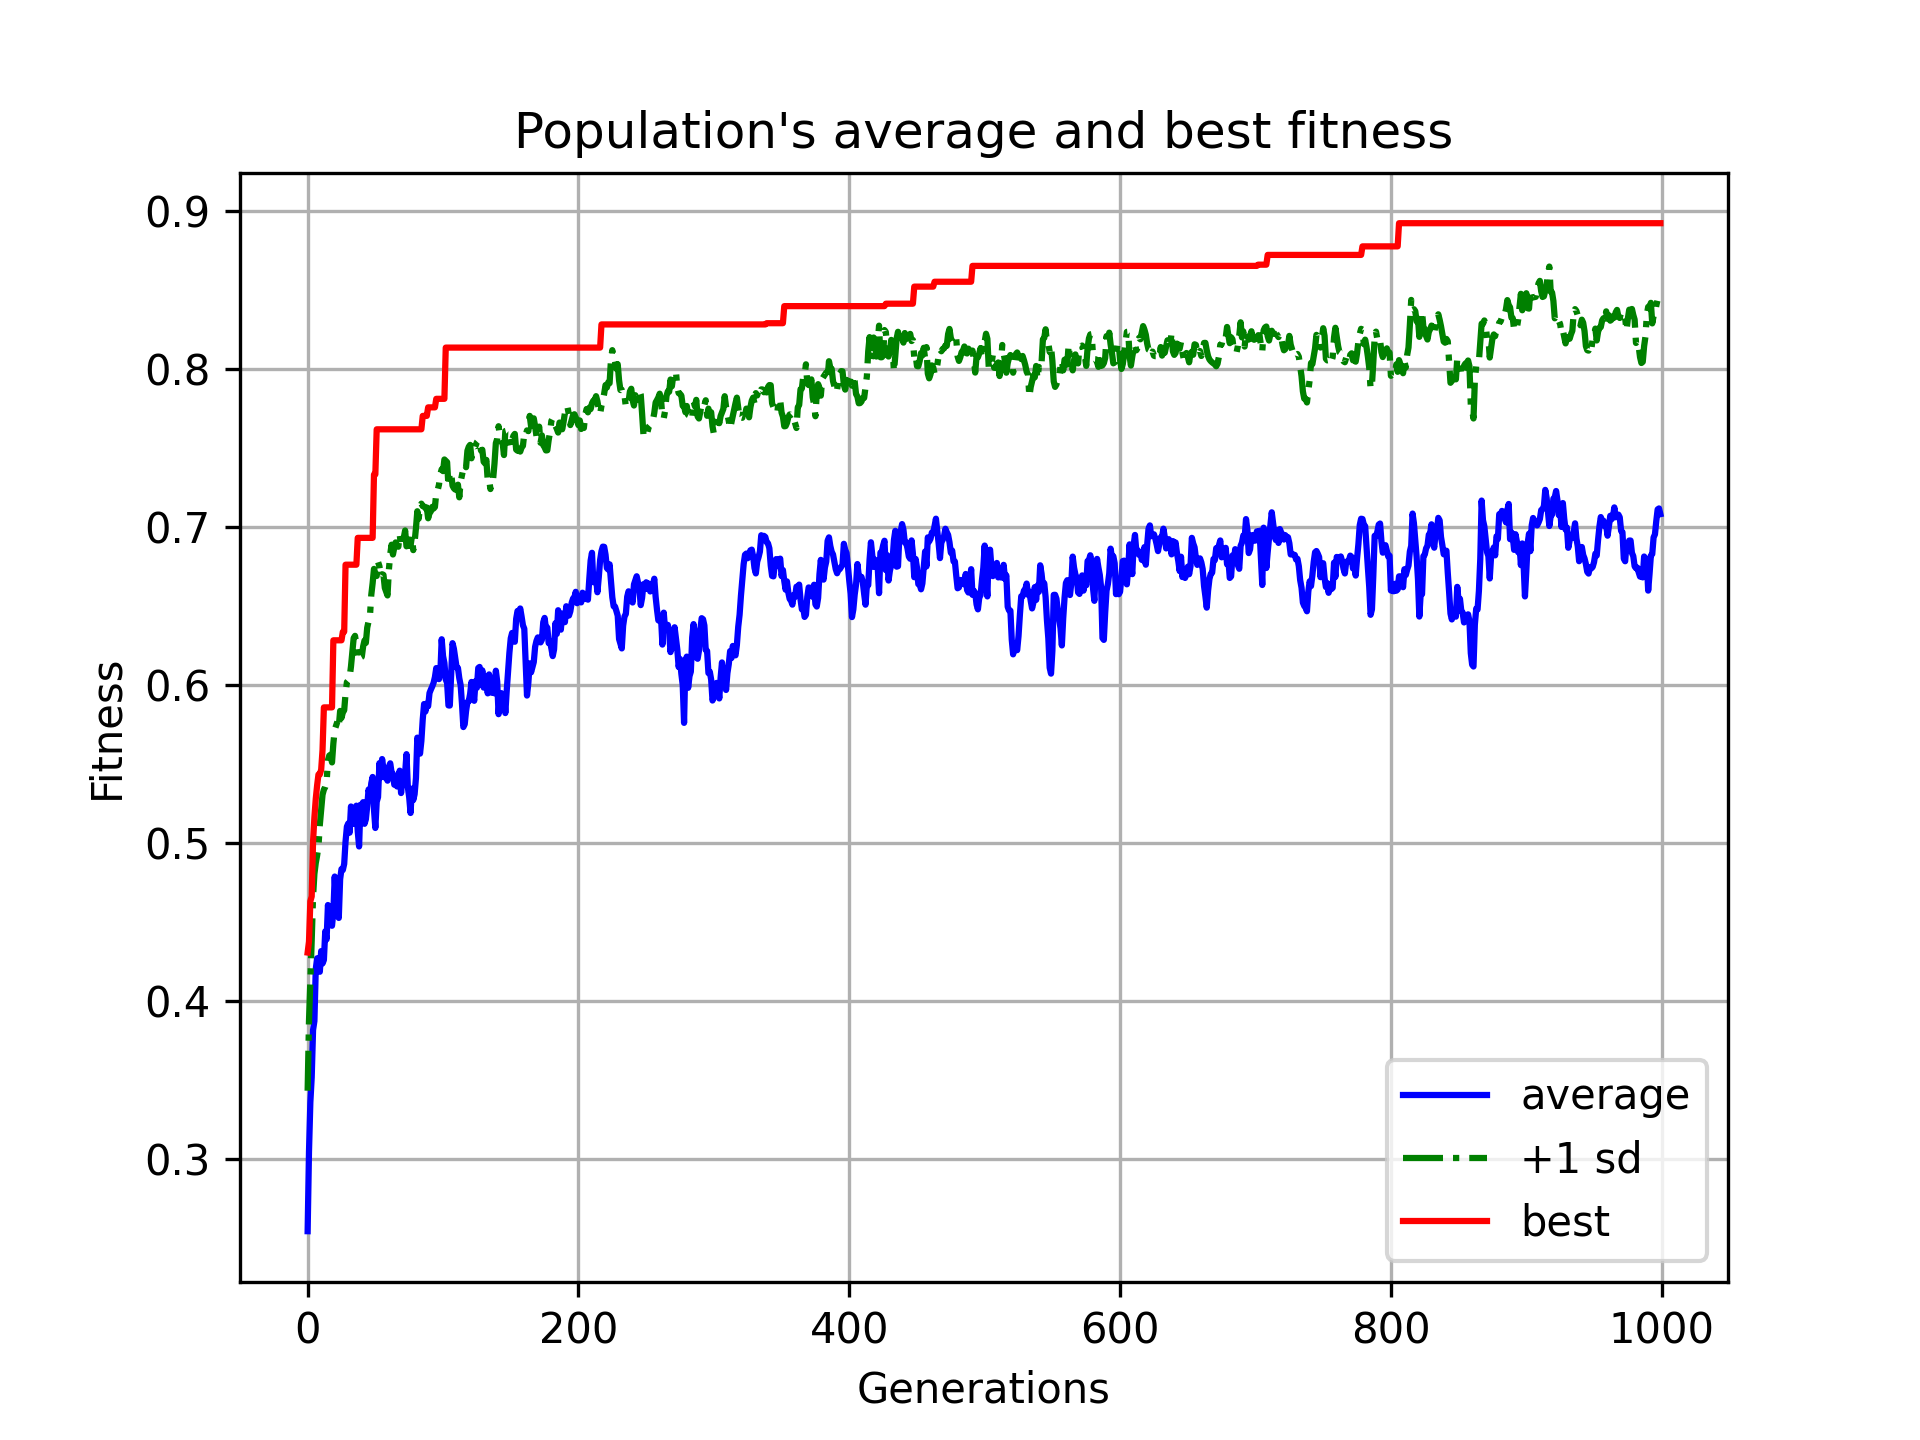 Population's average and best fitness
0.9
0.8
0.7
0.6
0.5
0.4
0.3
Fitness
0 200 400 600 800 1000
Generations
average
+1 sd
best